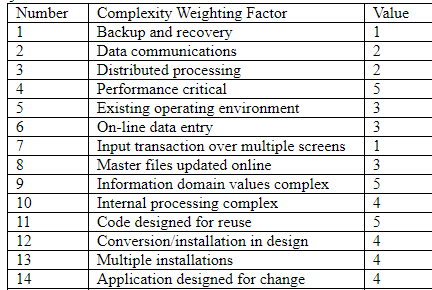 Number Complexity Weighting Factor Value
1 Backup and recovery 1
2 Data communications 2
3 Distributed processing 2
4 Performance critical 5
5 Existing operating environment 3
6 On-line data entry 3
7 Input transaction over multiple screens 1
8 Master files updated online 3
9 Information domain values complex 5
10 Internal processing complex 4
11 Code designed for reuse 5
12 Conversion/installation in design 4
13 Multiple installations 4
14 Application designed for change 4